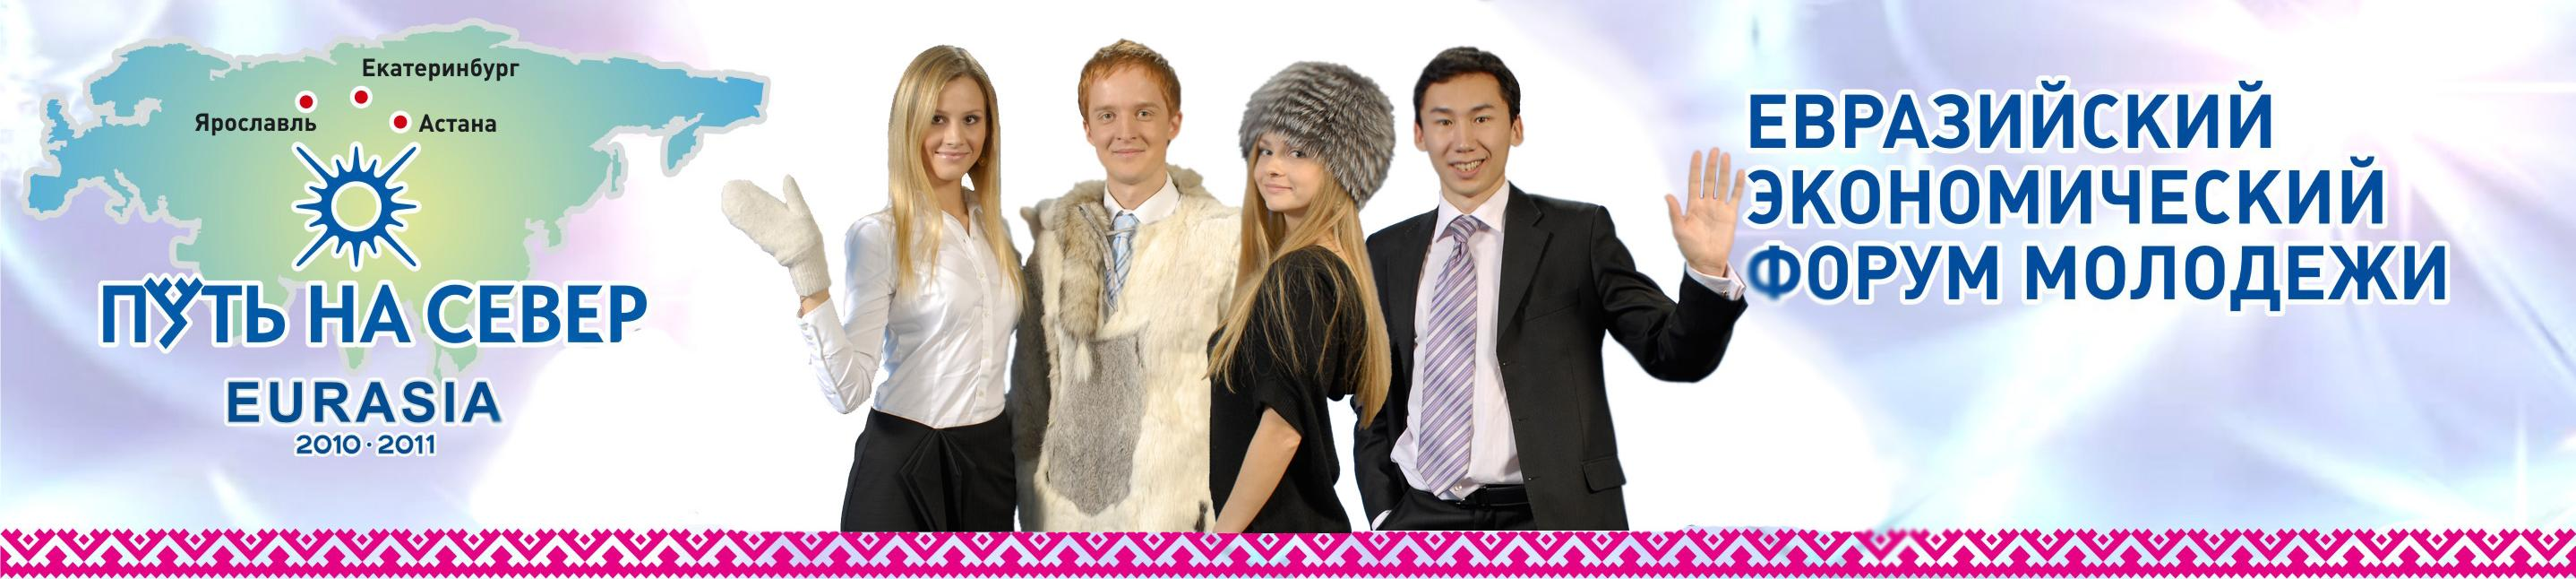 Екатеринбург
Ярославль
Астана
ПУТЬ НА СЕВЕР
EURASIA
2010·2011
ЕВРАЗИЙСКИЙ
ЭКОНОМИЧЕСКИЙ
ФОРУМ МОЛОДЕЖИ